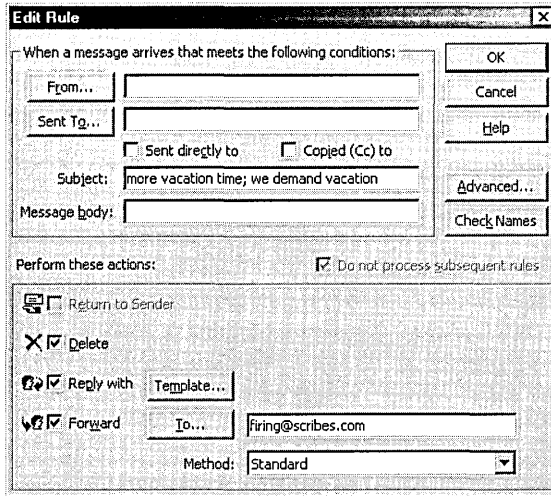 Edit Rule
When a message arrives that meets the following conditions:
From...
Sent To...
Sent directly to
Copied (Cc) to
Subject: more vacation time; we demand vacation
Message body:
OK
Cancel
Help
Advanced...
Check Names
Perform these actions:
Do not process subsequent rules
Return to Sender
Delete
Reply with Template...
Forward To... firing@scribes.com
Method: Standard